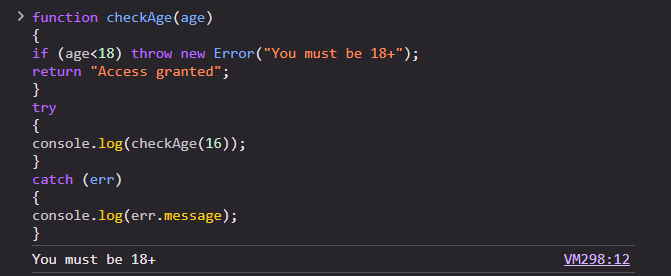 function checkAge(age)
{
if (age<18) throw new Error("You must be 18+");
return "Access granted";
}
try
{
console.log(checkAge(16));
}
catch (err)
{
console.log(err.message);
}
You must be 18+ VM298:12